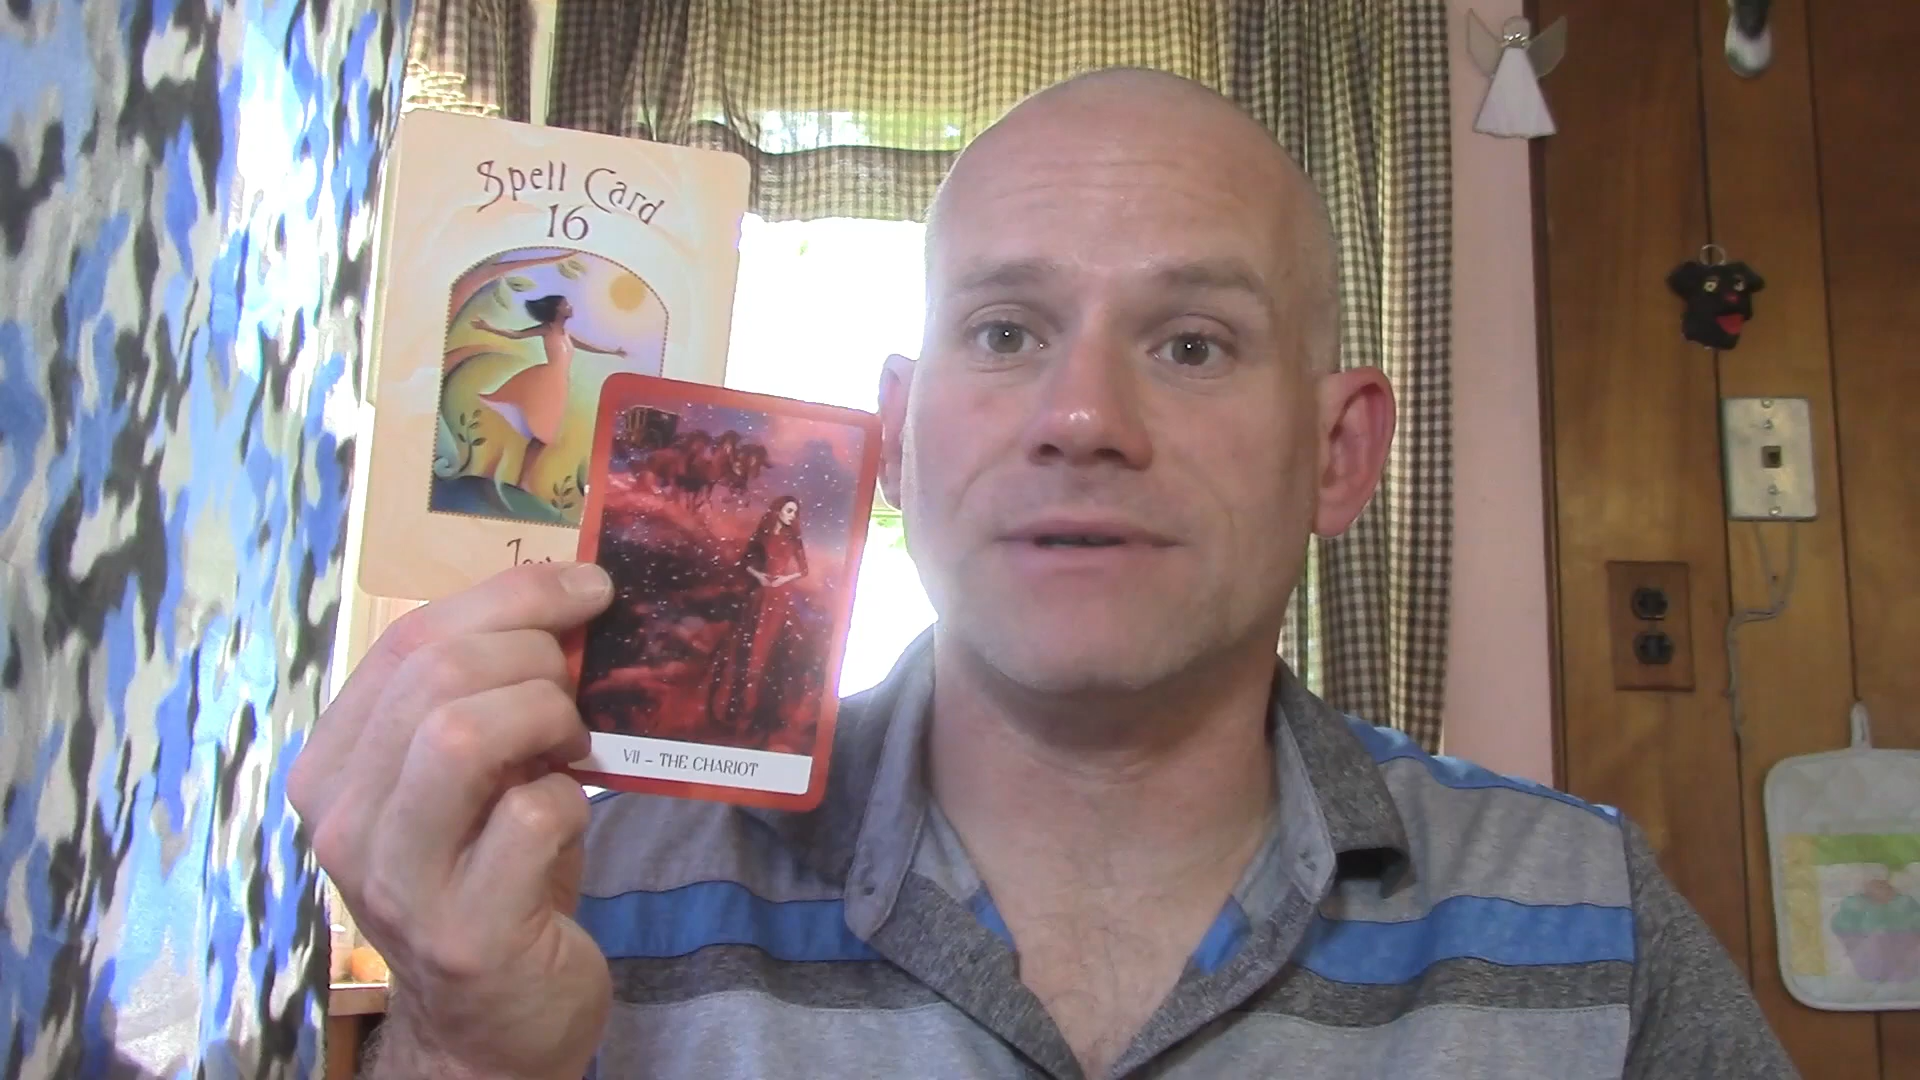 Spell Card
16
VII – THE CHARIOT